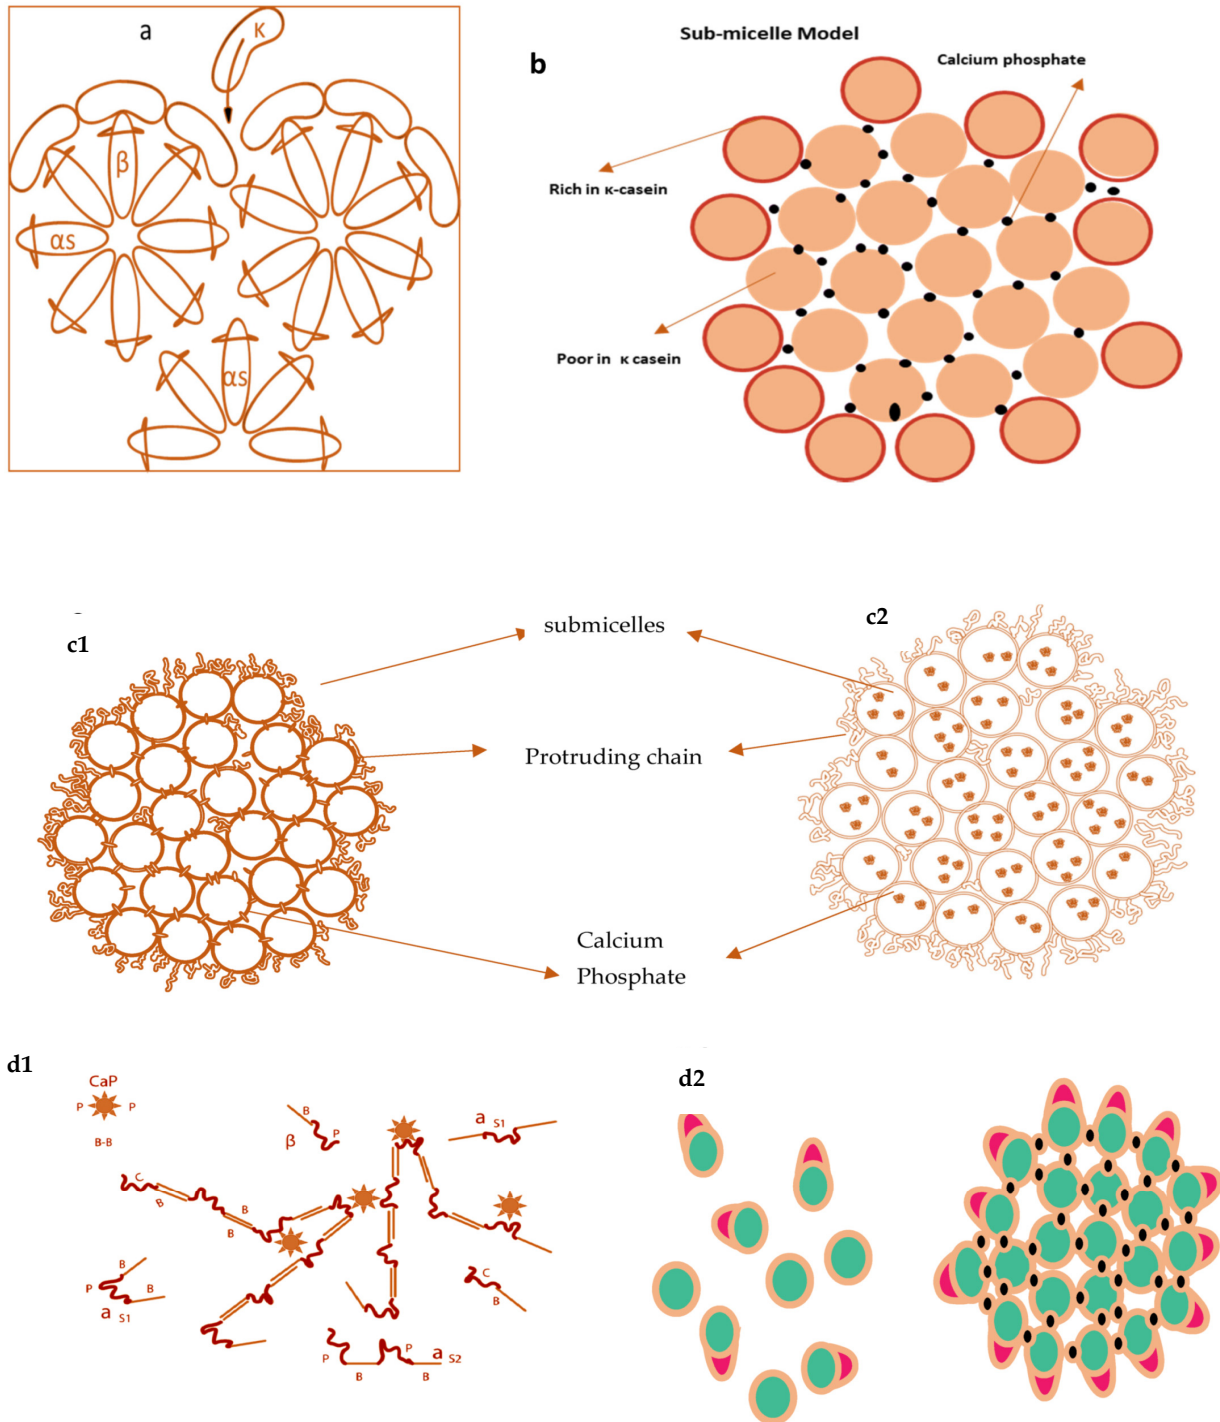 a
κ
β
αs
αs
b
Sub-micelle Model
Calcium phosphate
Rich in κ-casein
Poor in κ casein
c1
submicelles
c2
Protruding chain
Calcium
Phosphate
d1
CaP
P P
B-B
B
P
β
a S1
C
B
B
B
B
P B
a S1
C
B
P
P
B
B
a S2
d2